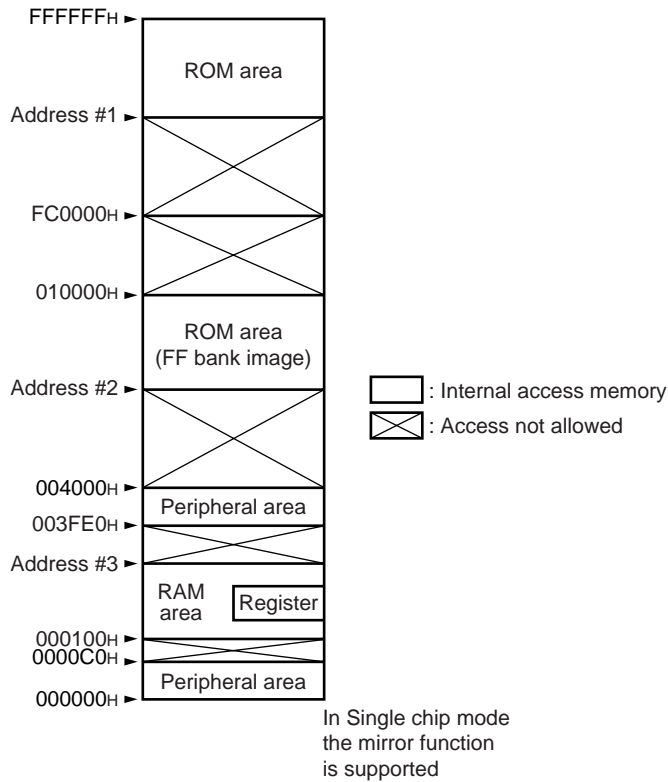 FFFFFFH
ROM area
Address #1
FC0000H
010000H
ROM area
(FF bank image)
Address #2
: Internal access memory
: Access not allowed
004000H
Peripheral area
003FE0H
Address #3
RAM
area
Register
000100H
0000C0H
Peripheral area
000000H
In Single chip mode
the mirror function
is supported